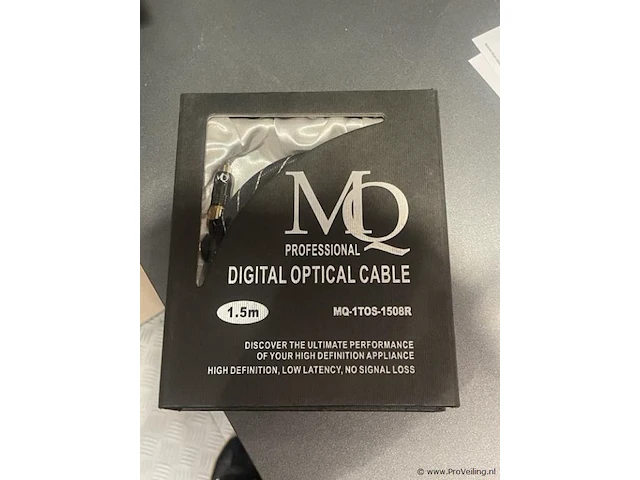 MQ
MQ
PROFESSIONAL
DIGITAL OPTICAL CABLE
1.5m
MQ-1TOS-1508R
DISCOVER THE ULTIMATE PERFORMANCE
OF YOUR HIGH DEFINITION APPLIANCE
HIGH DEFINITION, LOW LATENCY, NO SIGNAL LOSS
© www.ProVeiling.nl